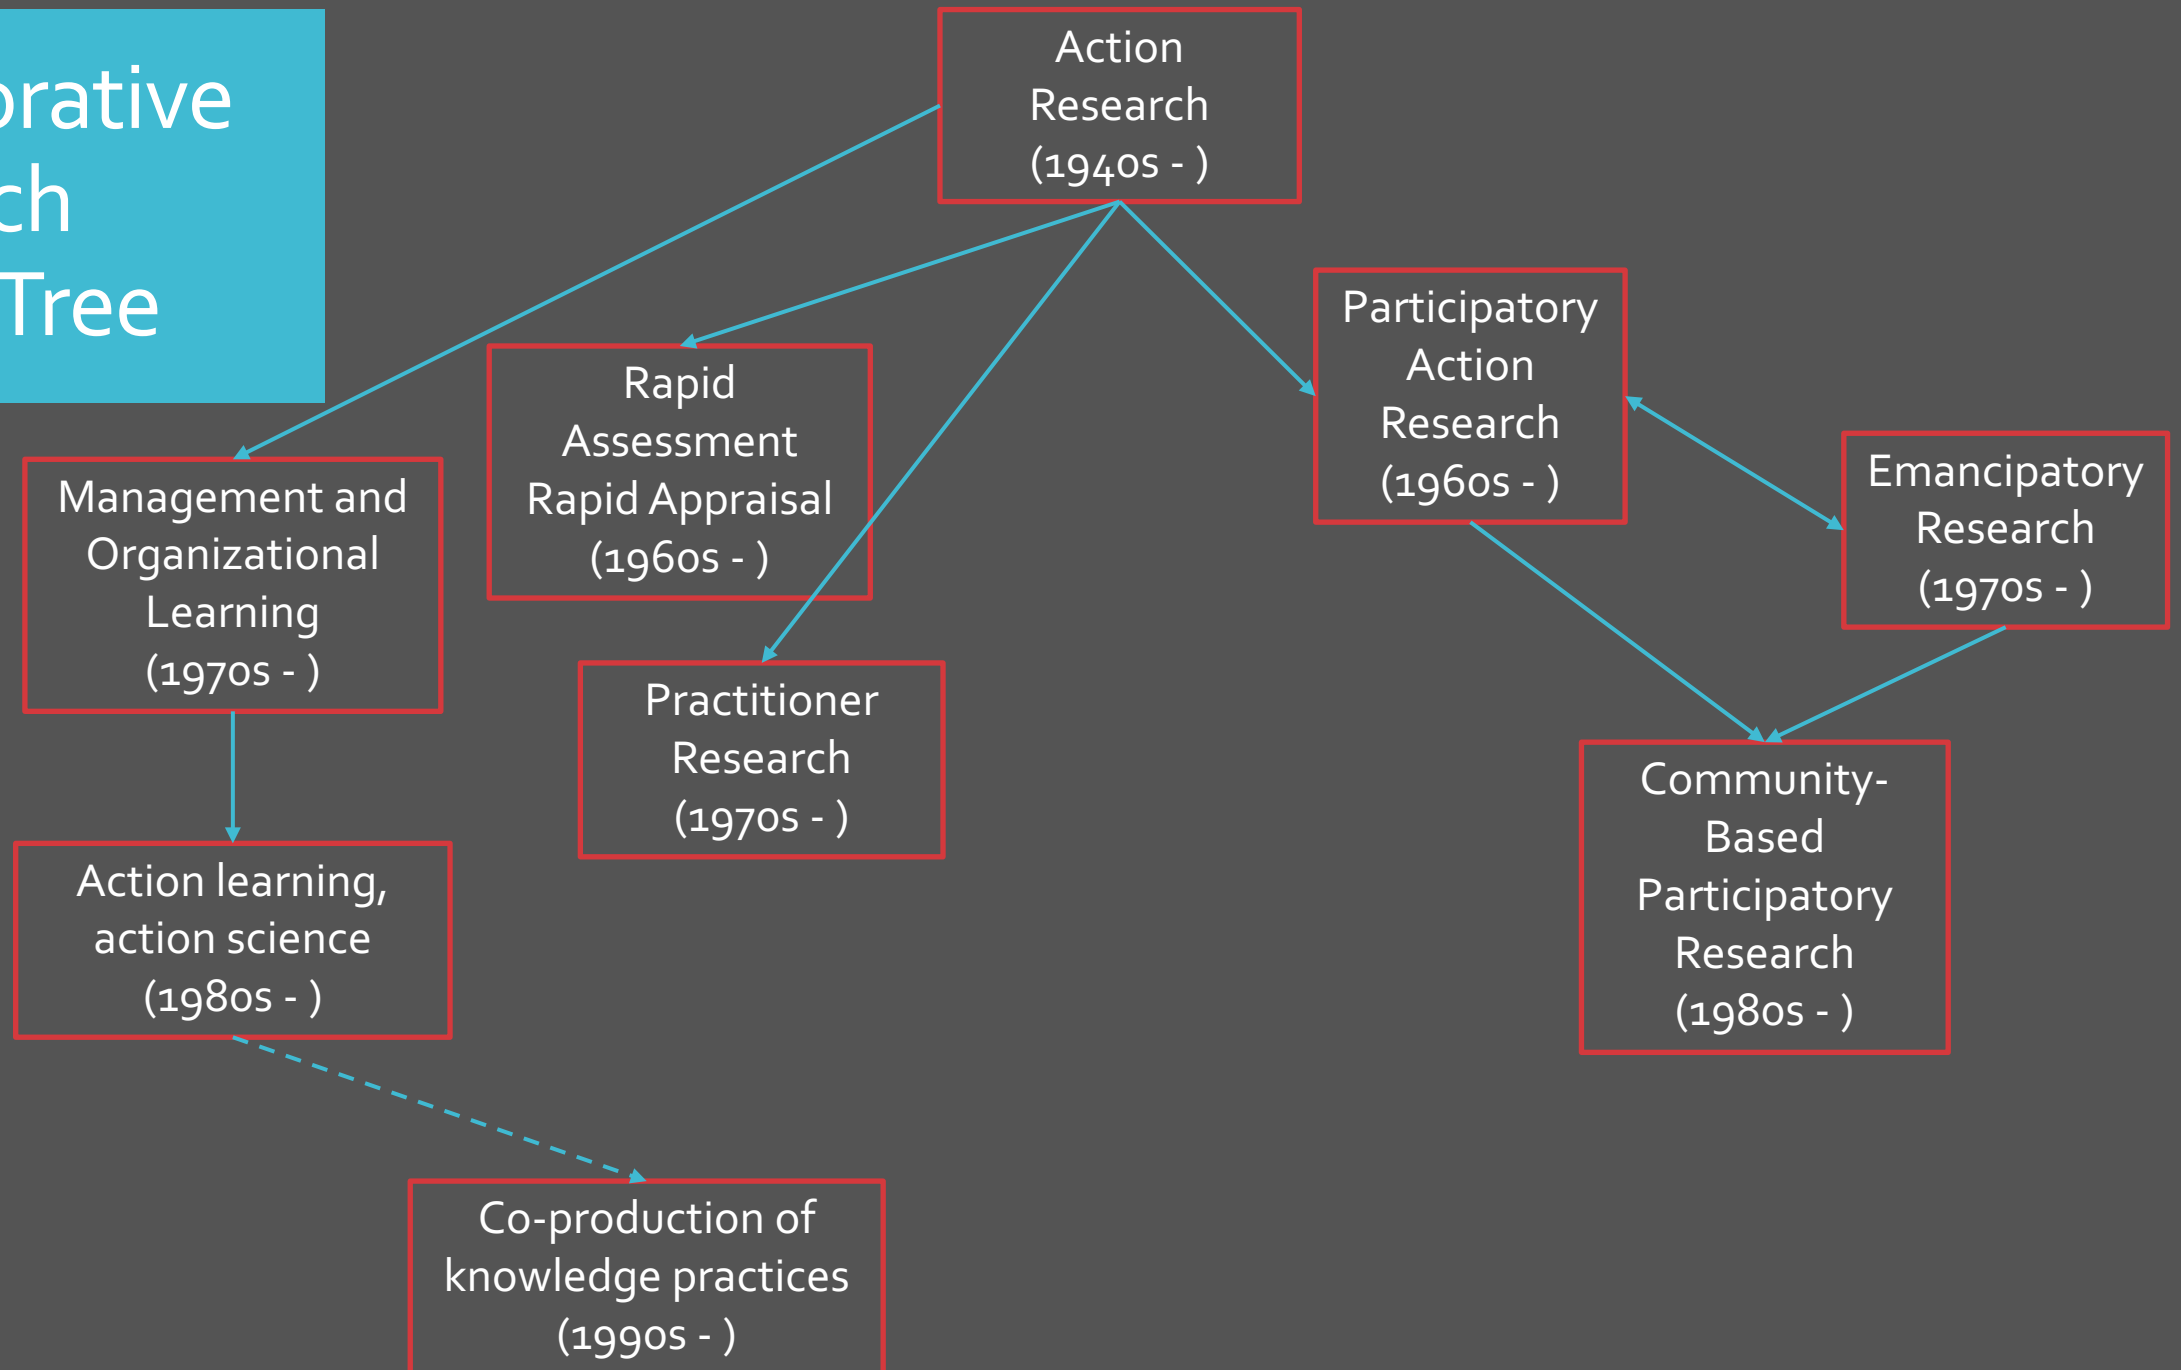 orative
ch
Tree
Action
Research
(1940s - )
Rapid
Assessment
Rapid Appraisal
(1960s - )
Participatory
Action
Research
(1960s - )
Emancipatory
Research
(1970s - )
Management and
Organizational
Learning
(1970s - )
Practitioner
Research
(1970s - )
Community-
Based
Participatory
Research
(1980s - )
Action learning,
action science
(1980s - )
Co-production of
knowledge practices
(1990s - )